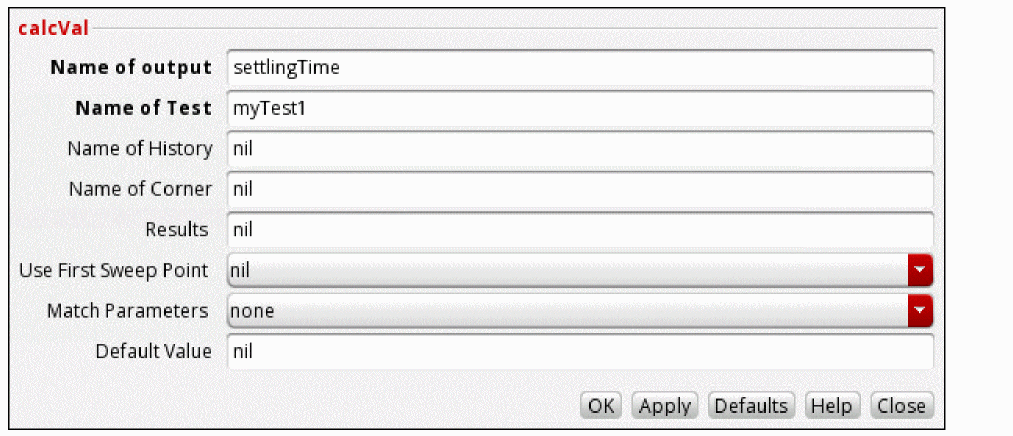 calcVal
Name of output settlingTime
Name of Test myTest1
Name of History nil
Name of Corner nil
Results nil
Use First Sweep Point nil
Match Parameters none
Default Value nil
OK Apply Defaults Help Close